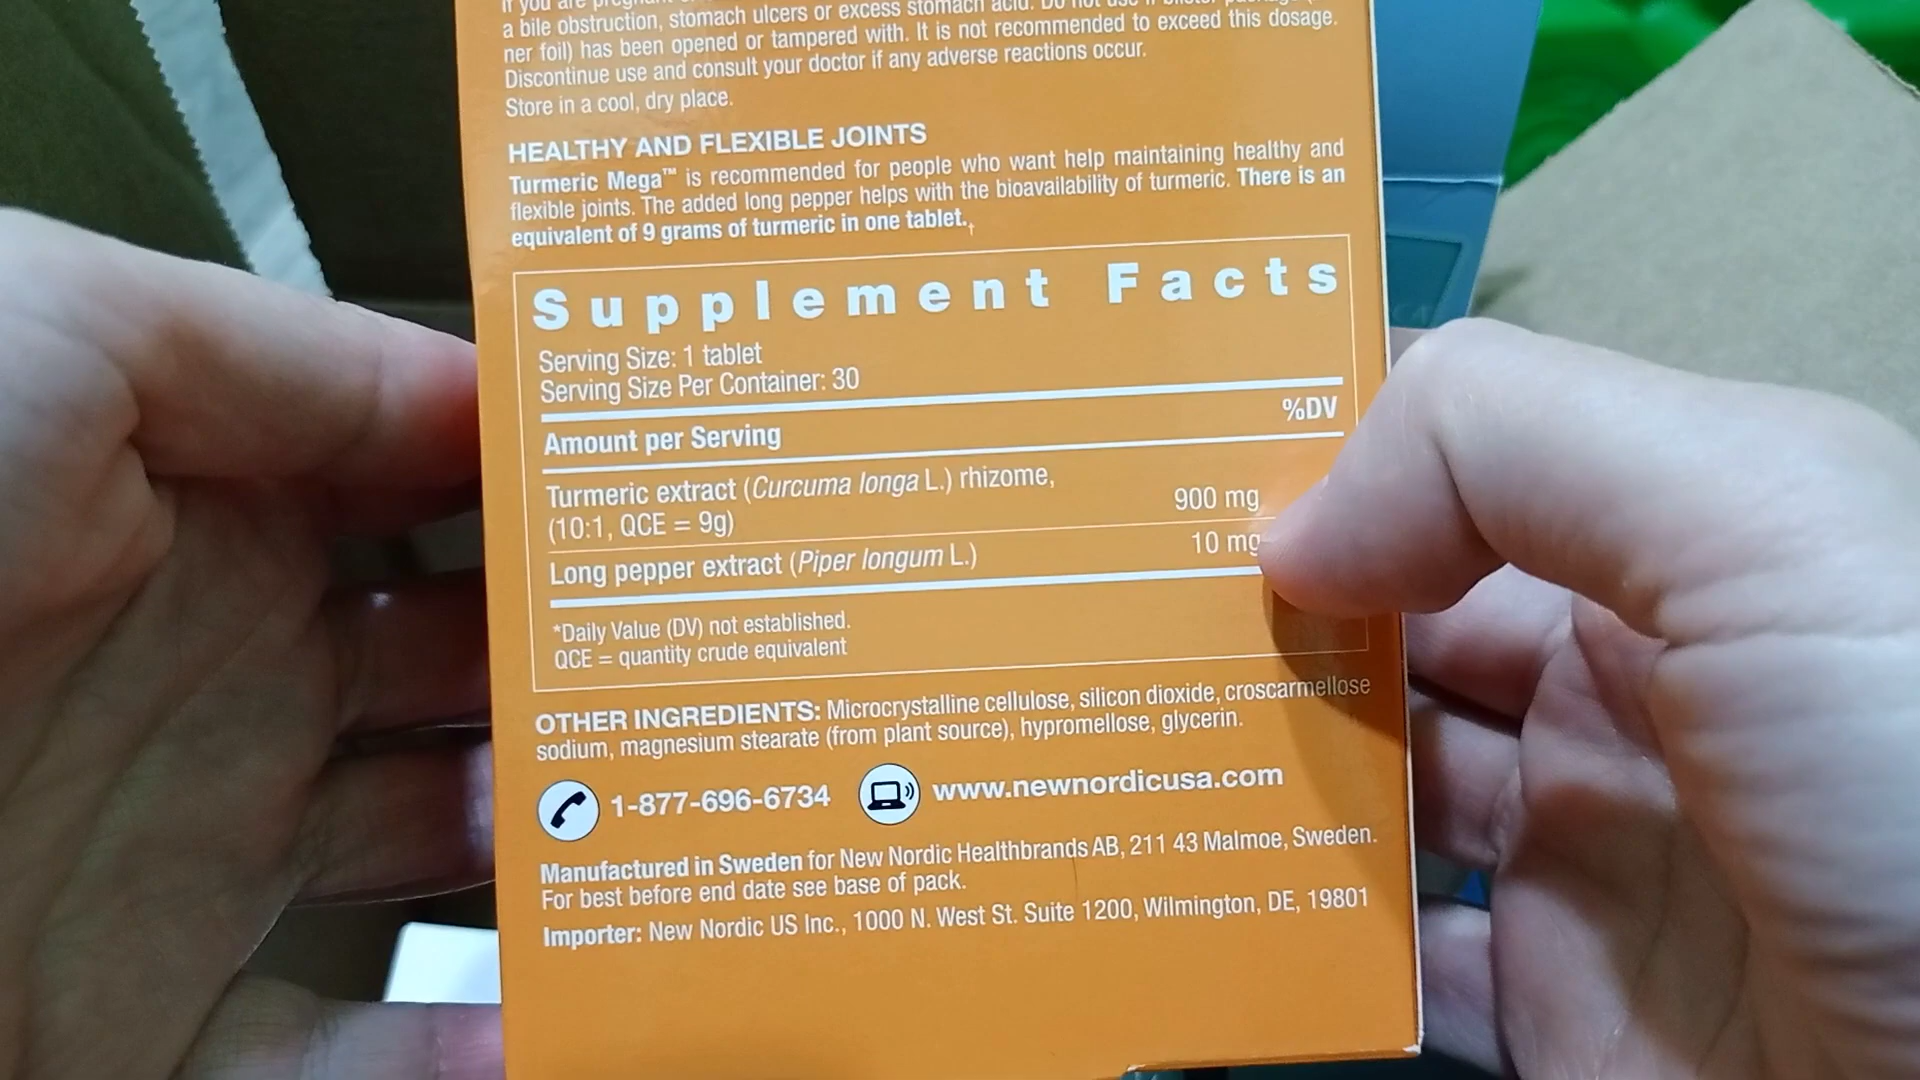 If you are pregnant
a bile obstruction, stomach ulcers or excess stomach acid. Do not use if blister
ner foil) has been opened or tampered with. It is not recommended to exceed this dosage.
Discontinue use and consult your doctor if any adverse reactions occur.
Store in a cool, dry place.
HEALTHY AND FLEXIBLE JOINTS
Turmeric Mega™ is recommended for people who want help maintaining healthy and
flexible joints. The added long pepper helps with the bioavailability of turmeric. There is an
equivalent of 9 grams of turmeric in one tablet.†
Supplement Facts
Serving Size: 1 tablet
Serving Size Per Container: 30
%DV
Amount per Serving
Turmeric extract (Curcuma longa L.) rhizome,
(10:1, QCE = 9g) 900 mg
Long pepper extract (Piper longum L.) 10 mg
*Daily Value (DV) not established.
QCE = quantity crude equivalent
OTHER INGREDIENTS: Microcrystalline cellulose, silicon dioxide, croscarmellose
sodium, magnesium stearate (from plant source), hypromellose, glycerin.
1-877-696-6734 www.newnordicusa.com
Manufactured in Sweden for New Nordic Healthbrands AB, 211 43 Malmoe, Sweden.
For best before end date see base of pack.
Importer: New Nordic US Inc., 1000 N. West St. Suite 1200, Wilmington, DE, 19801